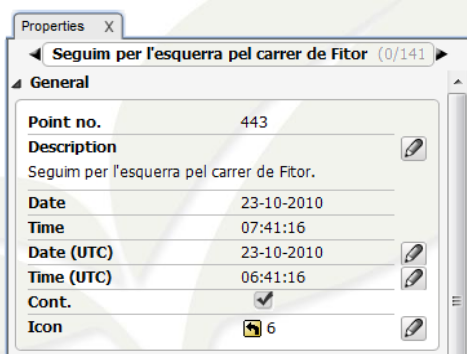 Properties X
Seguim per l'esquerra pel carrer de Fitor (0/141
General
Point no. 443
Description
Seguim per l'esquerra pel carrer de Fitor.
Date 23-10-2010
Time 07:41:16
Date (UTC) 23-10-2010
Time (UTC) 06:41:16
Cont.
Icon 6